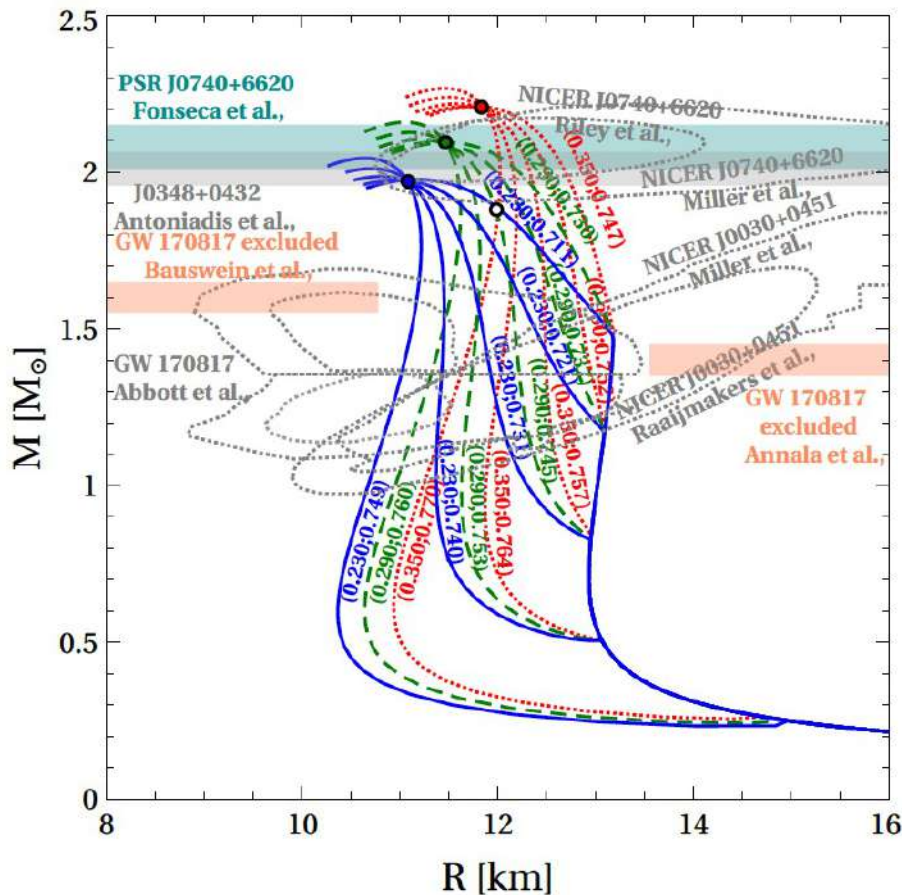 2.5
2
1.5
1
0.5
0
M [M⊙]
8
10
12
14
16
R [km]
PSR J0740+6620
Fonseca et al.,
J0348+0432
Antoniadis et al.,
GW 170817 excluded
Bauswein et al.,
GW 170817
Abbott et al.,
NICER J0740+6620
Riley et al.,
NICER J0740+6620
Miller et al.,
NICER J0030+0451
Miller et al.,
NICER J0030+0451
Raaijmakers et al.,
GW 170817
excluded
Annala et al.,
(0.230;0.749)
(0.290;0.760)
(0.350;0.770)
(0.230;0.740)
(0.290;0.753)
(0.350;0.764)
(0.230;0.731)
(0.290;0.745)
(0.350;0.757)
(0.230;0.721)
(0.230;0.711)
(0.350;0.747)